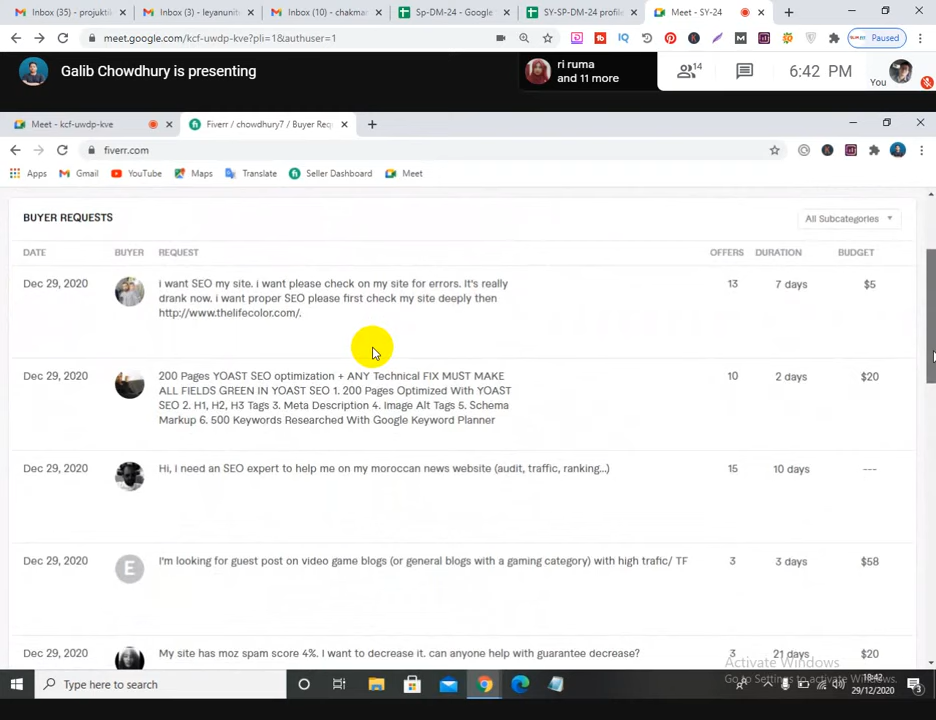 Inbox (35) - projuktii
Inbox (3) - leyanunit
Inbox (10) - chakma
Sp-DM-24 - Google
SY-SP-DM-24 profile
Meet - SY-24
meet.google.com/kcf-uwdp-kve?pli=1&authuser=1
Paused
Galib Chowdhury is presenting
ri ruma
and 11 more
14
6:42 PM
You
Meet - kcf-uwdp-kve
Fiverr / chowdhury7 / Buyer Req
fiverr.com
Apps
Gmail
YouTube
Maps
Translate
Seller Dashboard
Meet
BUYER REQUESTS
All Subcategories
DATE BUYER REQUEST OFFERS DURATION BUDGET
Dec 29, 2020
i want SEO my site. i want please check on my site for errors. It's really
drank now. i want proper SEO please first check my site deeply then
http://www.thelifecolor.com/.
13 7 days $5
Dec 29, 2020
200 Pages YOAST SEO optimization + ANY Technical FIX MUST MAKE
ALL FIELDS GREEN IN YOAST SEO 1. 200 Pages Optimized With YOAST
SEO 2. H1, H2, H3 Tags 3. Meta Description 4. Image Alt Tags 5. Schema
Markup 6. 500 Keywords Researched With Google Keyword Planner
10 2 days $20
Dec 29, 2020
Hi, I need an SEO expert to help me on my moroccan news website (audit, traffic, ranking...)
15 10 days ---
Dec 29, 2020
E
I'm looking for guest post on video game blogs (or general blogs with a gaming category) with high trafic/ TF
3 3 days $58
Dec 29, 2020
My site has moz spam score 4%. I want to decrease it. can anyone help with guarantee decrease?
3 21 days $20
Activate Windows
Go to Settings to activate Windows.
Type here to search
18:42
29/12/2020
3